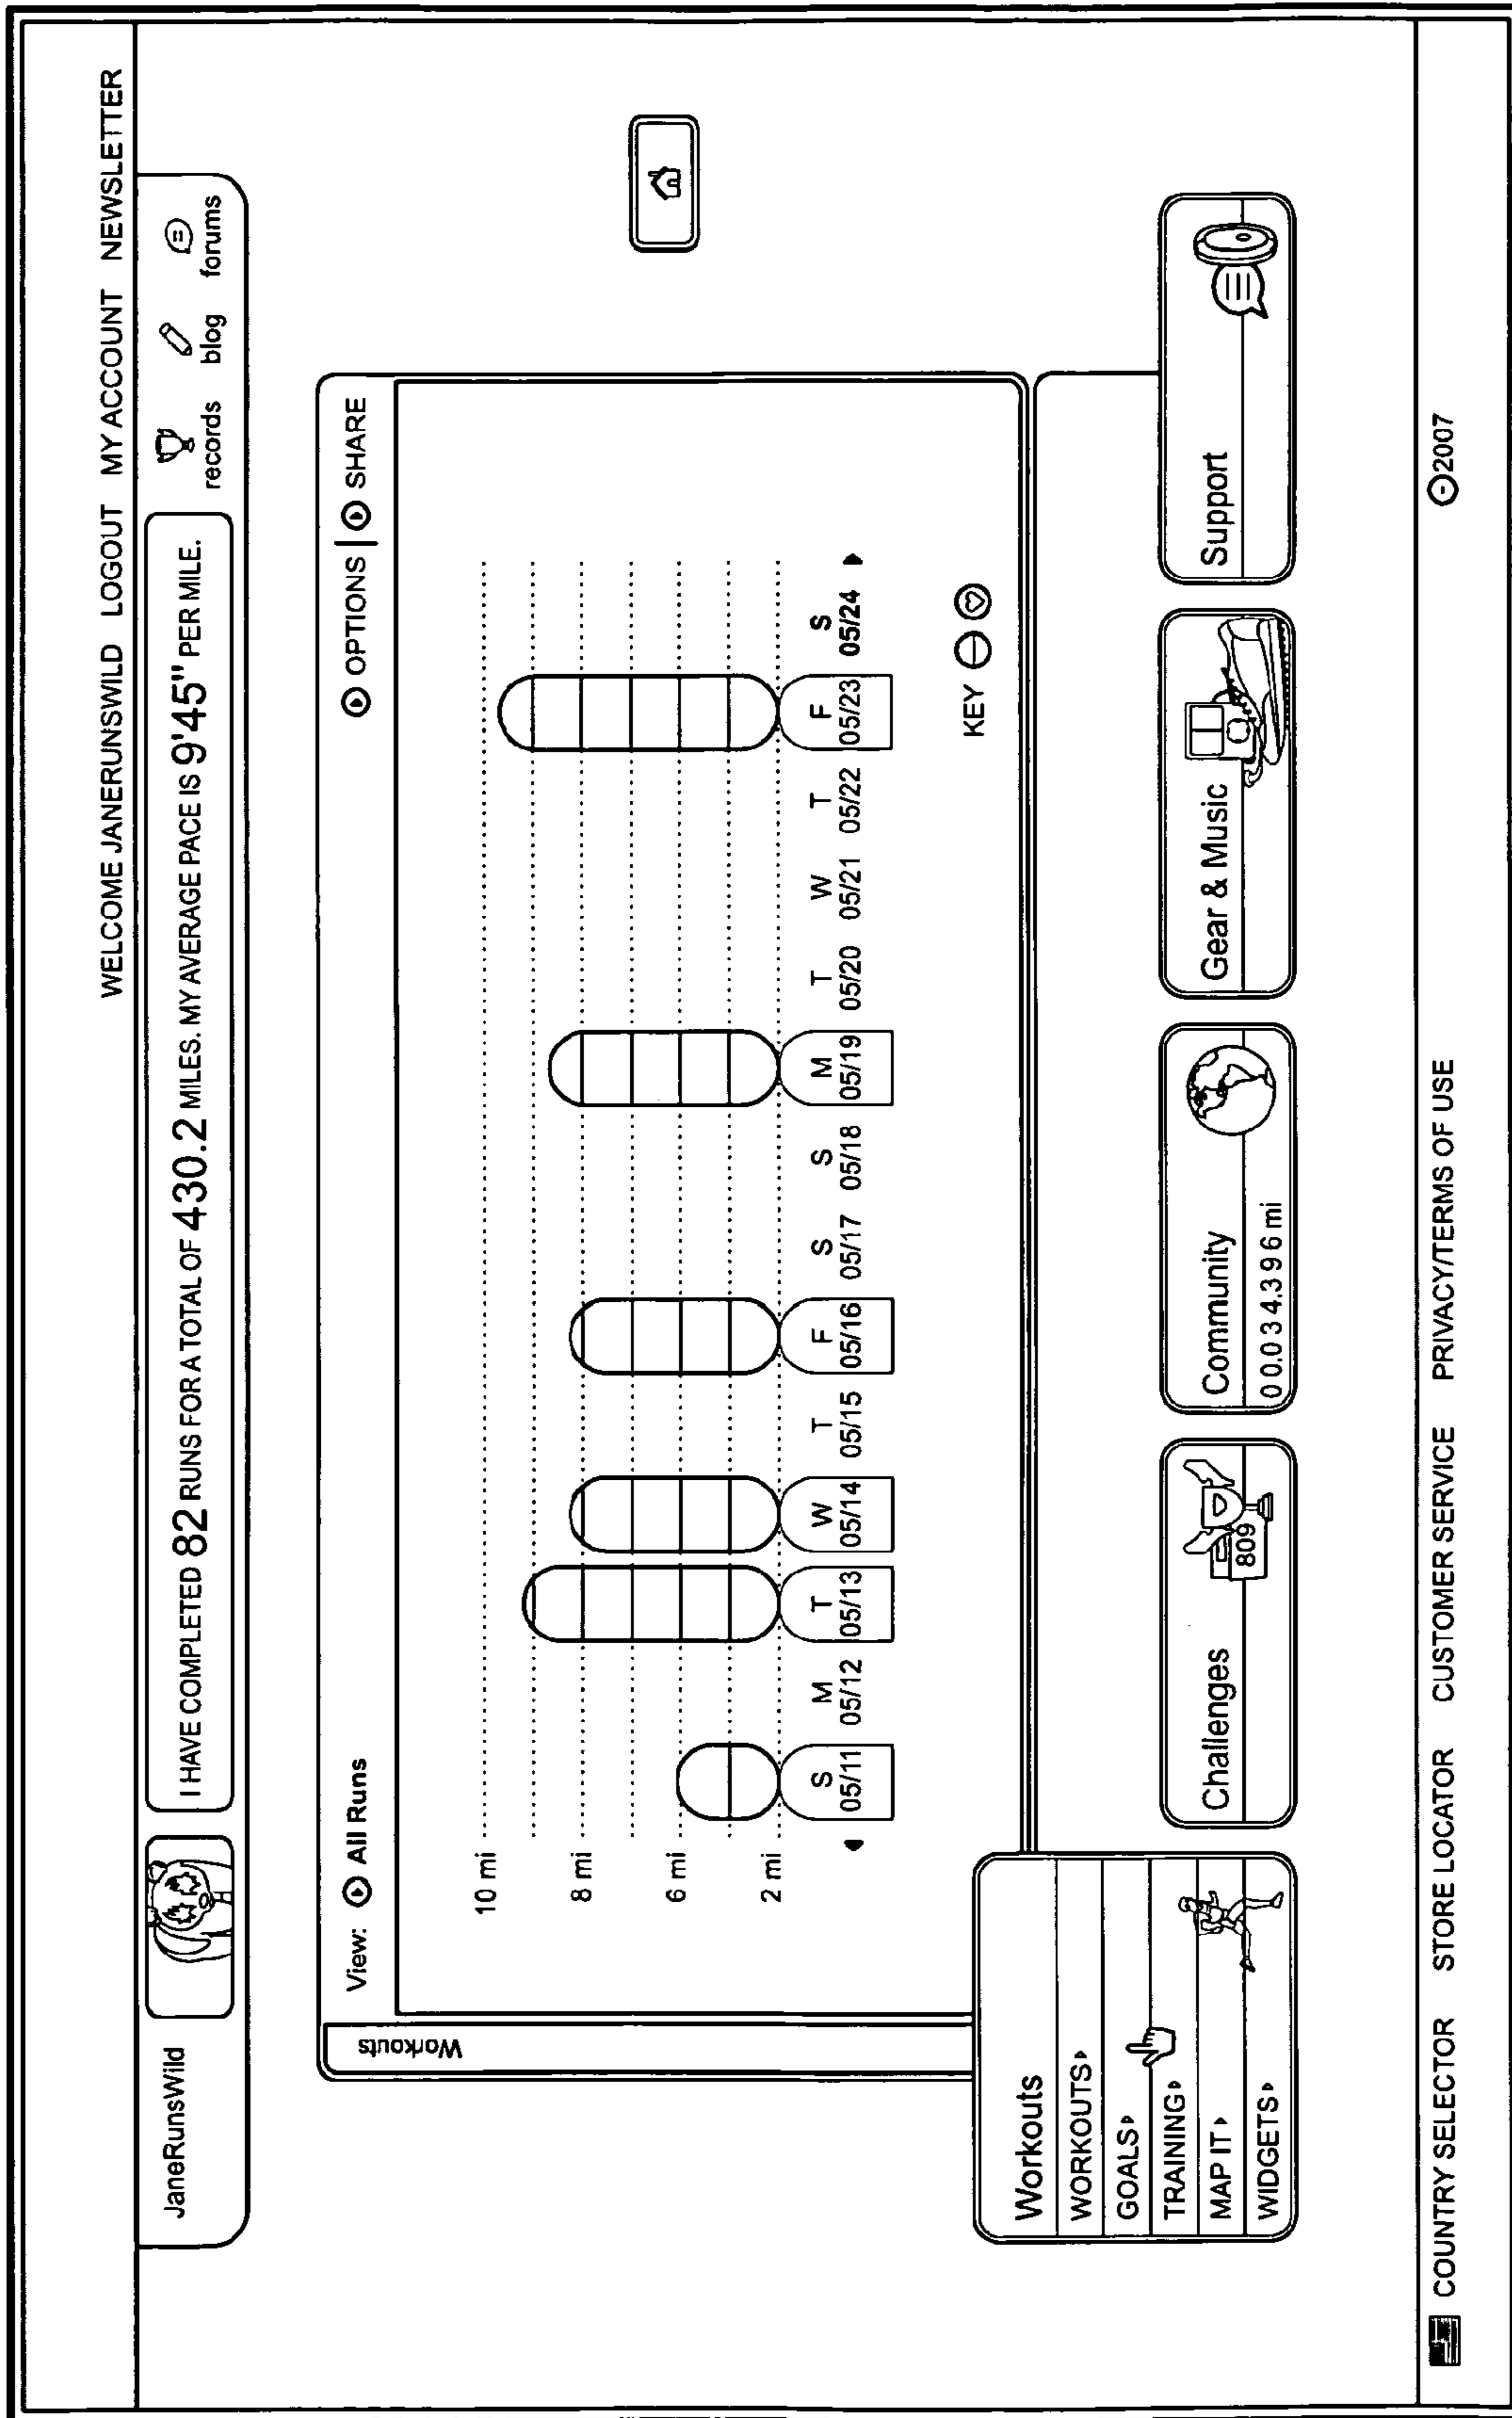 WELCOME JANERUNSWILD LOGOUT MY ACCOUNT NEWSLETTER
JaneRunsWild
I HAVE COMPLETED 82 RUNS FOR A TOTAL OF 430.2 MILES. MY AVERAGE PACE IS 9'45" PER MILE.
records blog forums
View: All Runs
OPTIONS | SHARE
Workouts
10 mi
8 mi
6 mi
2 mi
S M T W T F S S M T W T F S
05/11 05/12 05/13 05/14 05/15 05/16 05/17 05/18 05/19 05/20 05/21 05/22 05/23 05/24
KEY
Workouts
WORKOUTS
GOALS
TRAINING
MAP IT
WIDGETS
Challenges
809
Community
0 0.0 3 4.3 9 6 mi
Gear & Music
Support
COUNTRY SELECTOR STORE LOCATOR CUSTOMER SERVICE PRIVACY/TERMS OF USE
2007